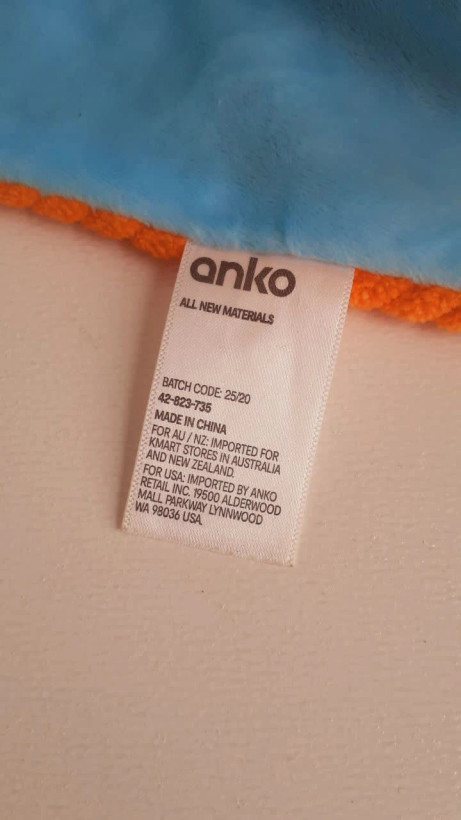 anko
ALL NEW MATERIALS
BATCH CODE: 25/20
42-823-735
MADE IN CHINA
FOR AU / NZ: IMPORTED FOR
KMART STORES IN AUSTRALIA
AND NEW ZEALAND.
FOR USA: IMPORTED BY ANKO
RETAIL INC. 19500 ALDERWOOD
MALL PARKWAY LYNNWOOD
WA 98036 USA.